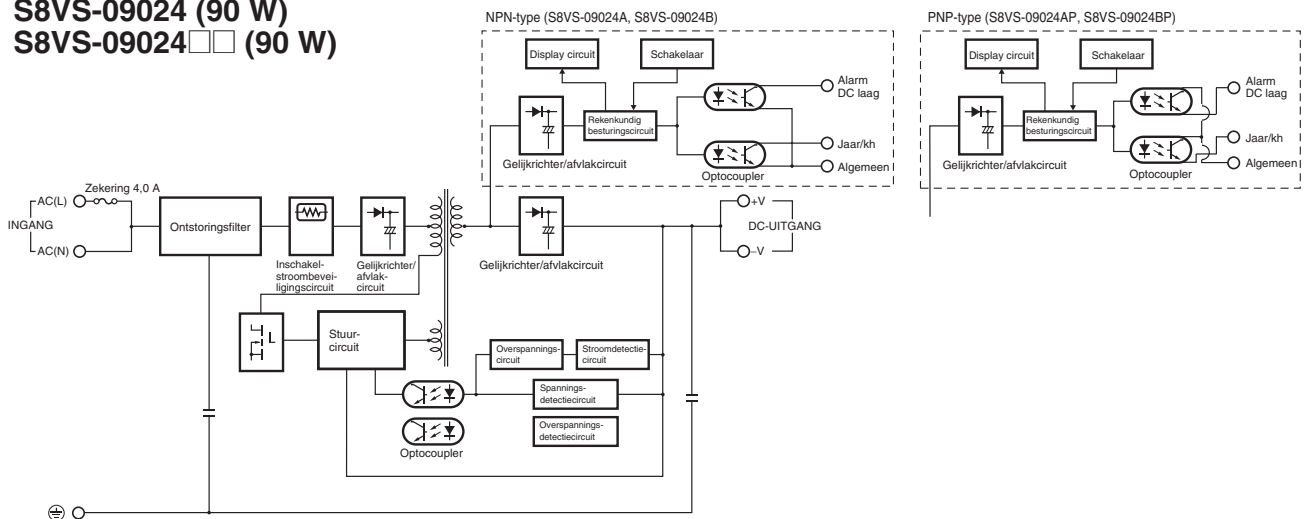 S8VS-09024 (90 W)
S8VS-09024□□ (90 W)
NPN-type (S8VS-09024A, S8VS-09024B)
Display circuit
Schakelaar
Rekenkundig
besturingscircuit
Gelijkrichter/afvlakcircuit
Optocoupler
Alarm
DC laag
Jaar/kh
Algemeen
PNP-type (S8VS-09024AP, S8VS-09024BP)
Display circuit
Schakelaar
Rekenkundig
besturingscircuit
Gelijkrichter/afvlakcircuit
Optocoupler
Alarm
DC laag
Jaar/kh
Algemeen
Zekering 4,0 A
AC(L)
INGANG
AC(N)
Ontstoringsfilter
Inschakel-
stroombevei-
ligingscircuit
Gelijkrichter/
afvlak-
circuit
Gelijkrichter/afvlakcircuit
+V
DC-UITGANG
–V
Stuur-
circuit
Overspannings-
circuit
Stroomdetectie-
circuit
Spannings-
detectiecircuit
Overspannings-
detectiecircuit
Optocoupler